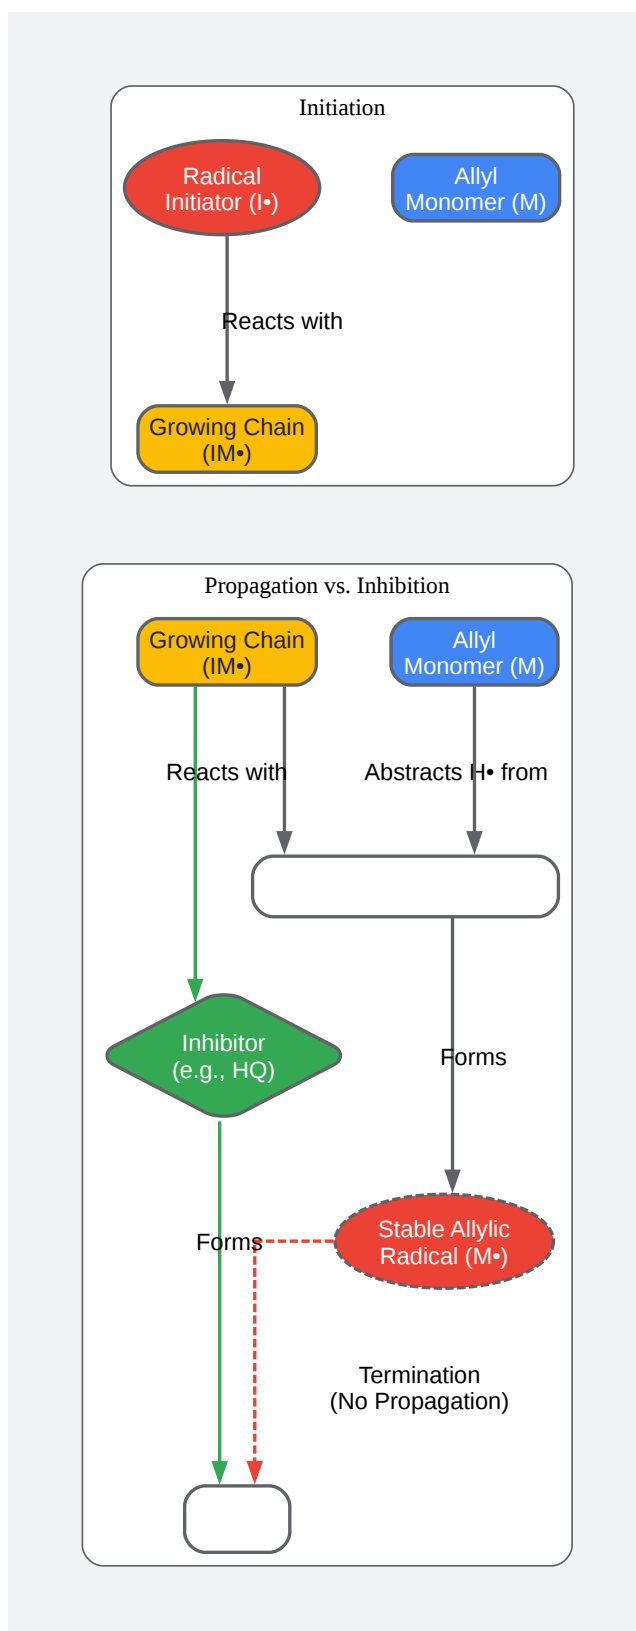 Initiation
Radical
Initiator (I•)
Allyl
Monomer (M)
Reacts with
Growing Chain
(IM•)
Propagation vs. Inhibition
Growing Chain
(IM•)
Allyl
Monomer (M)
Reacts with
Abstracts H• from
Inhibitor
(e.g., HQ)
Forms
Stable Allylic
Radical (M•)
Forms
Termination
(No Propagation)